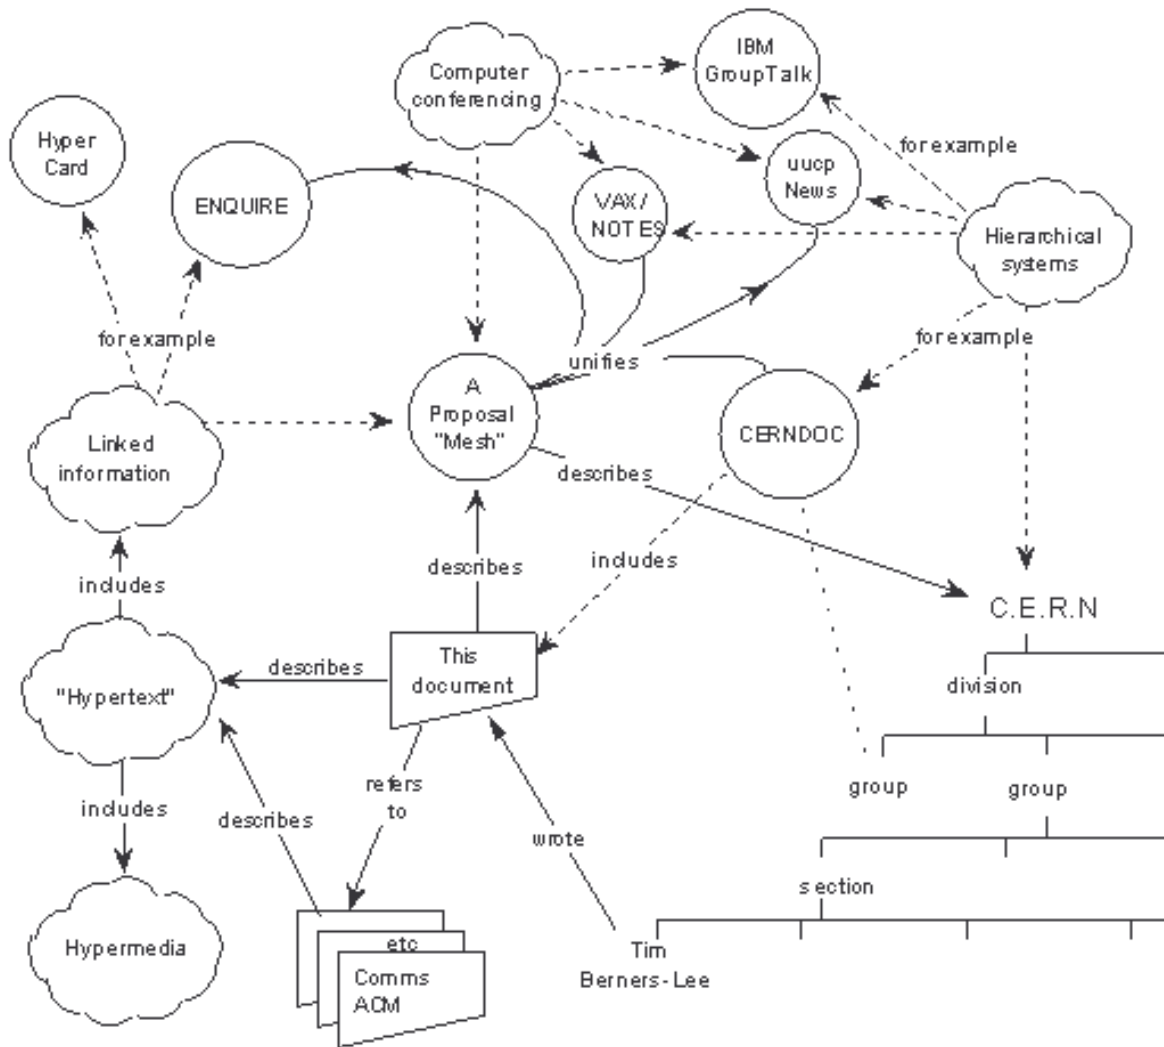 IBM
GroupTalk
Computer
conferencing
Hyper
Card
ENQUIRE
for example
uucp
News
VAX/
NOTES
Hierarchical
systems
for example
for example
unifies
A
Proposal
"Mesh"
CERNDOC
Linked
information
describes
includes
describes
includes
C.E.R.N
This
document
describes
"Hypertext"
division
refers
to
group
group
includes
describes
wrote
section
Hypermedia
etc
Comms
ACM
Tim
Berners-Lee